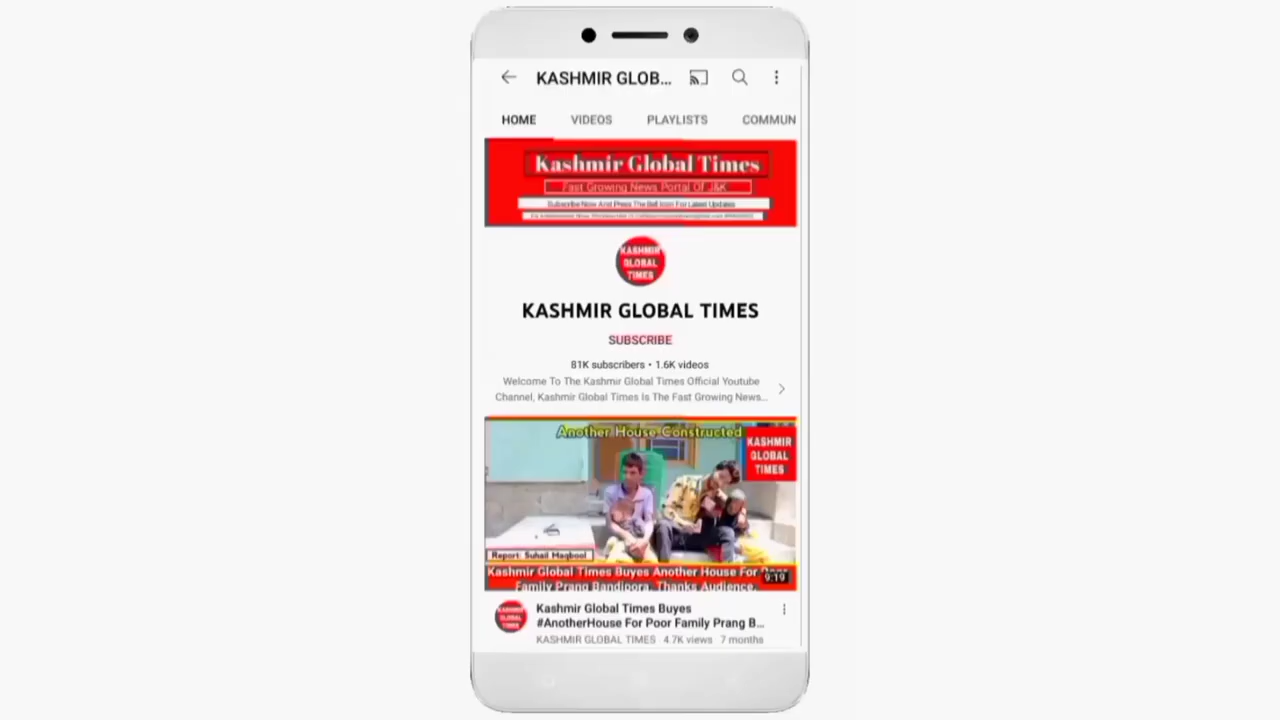 KASHMIR GLOB...
HOME VIDEOS PLAYLISTS COMMUN
Kashmir Global Times
Fast Growing News Portal Of J&K
Subscribe Now And Press The Bell Icon For Latest Updates
KASHMIR
GLOBAL
TIMES
KASHMIR GLOBAL TIMES
SUBSCRIBE
81K subscribers • 1.6K videos
Welcome To The Kashmir Global Times Official Youtube
Channel, Kashmir Global Times Is The Fast Growing News...
Another House Constructed
KASHMIR
GLOBAL
TIMES
Report: Suhail Maqbool
Kashmir Global Times Buyes Another House For Poor
9:19
Family Prang Bandipora. Thanks Audience.
KASHMIR
GLOBAL
TIMES
Kashmir Global Times Buyes
#AnotherHouse For Poor Family Prang B...
KASHMIR GLOBAL TIMES 4.7K views 7 months